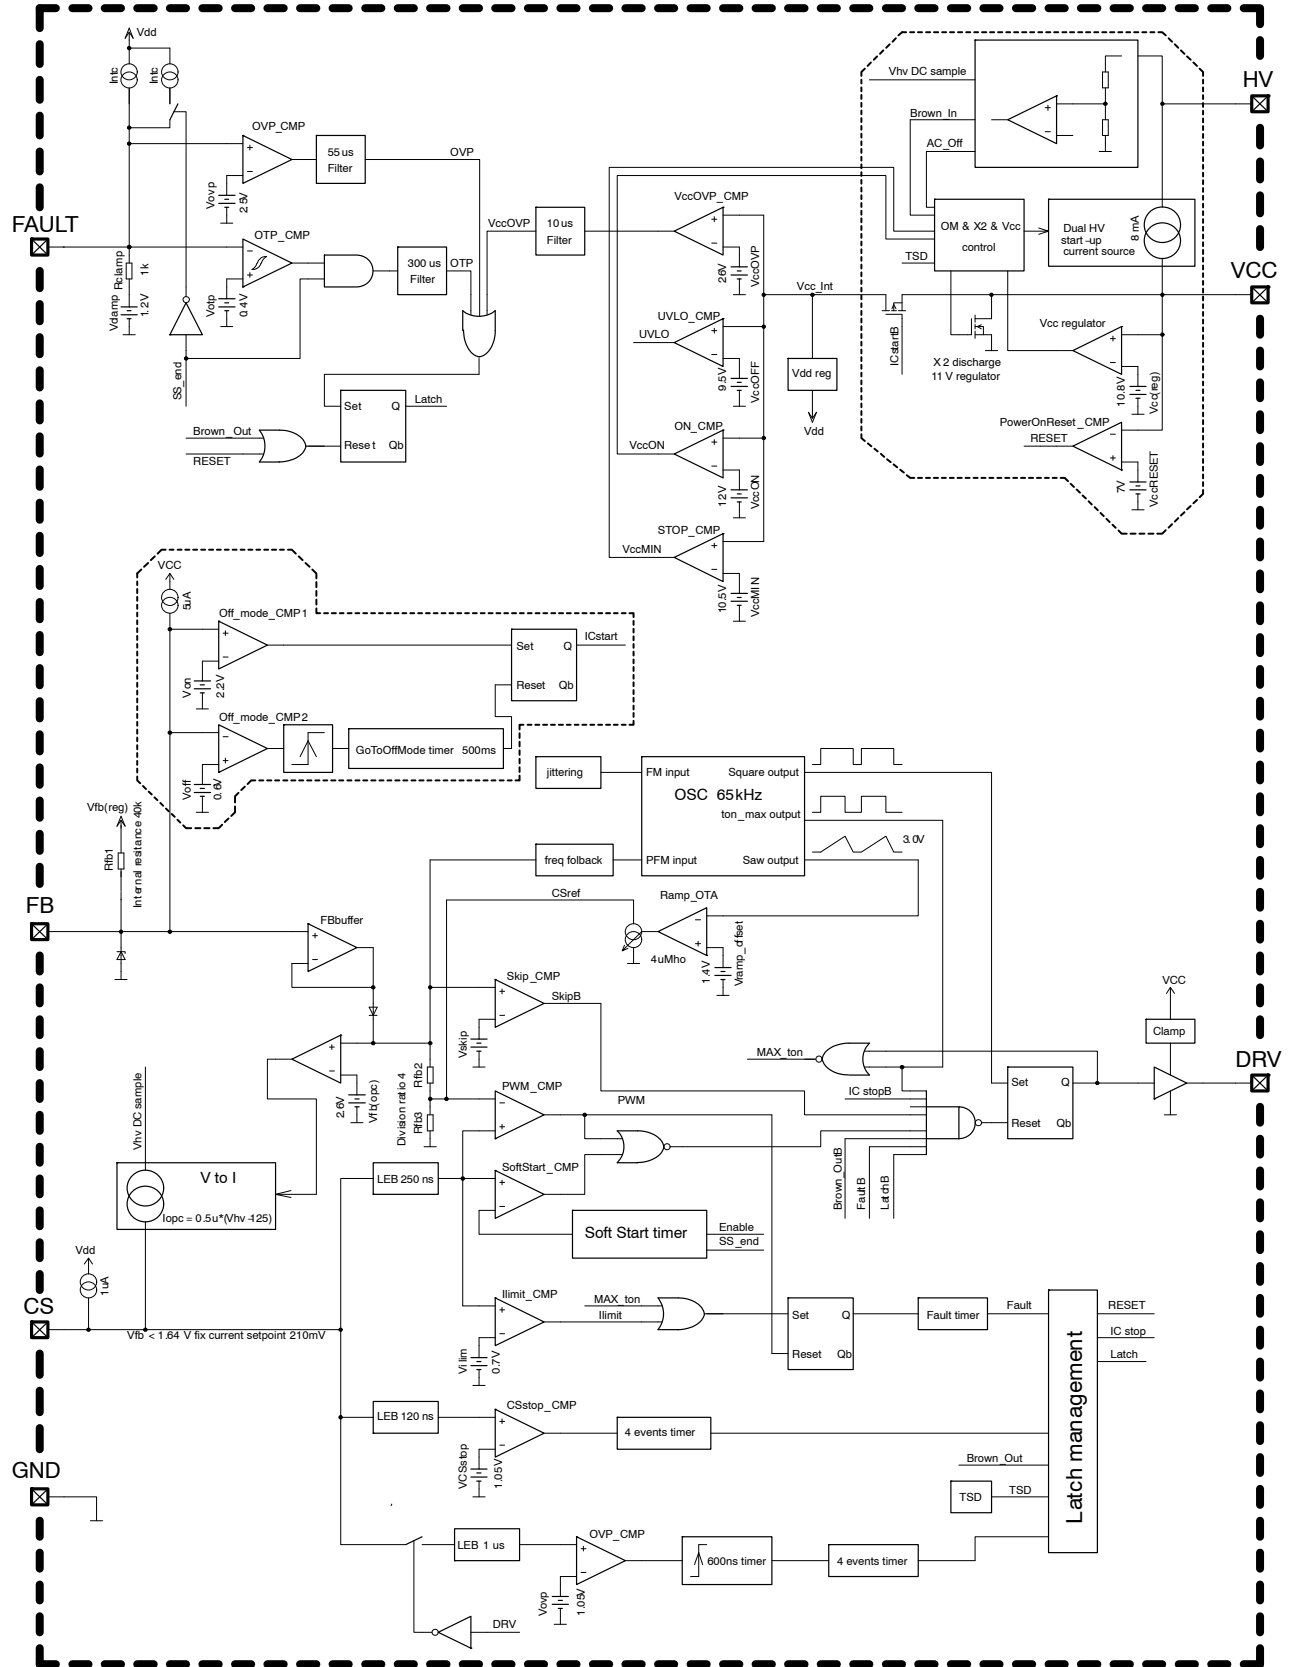 Vdd
Intc
Intc
OVP_CMP
+
−
55 us
Filter
OVP
Vovp
2.5V
FAULT
OTP_CMP
−
+
300 us
Filter
OTP
Rclamp
1k
Vclamp
1.2V
Votp
0.4V
SS_end
Set
Q
Latch
Reset
Qb
Brown_Out
RESET
VccOVP
10 us
Filter
VccOVP_CMP
+
−
26V
VccOVP
UVLO_CMP
UVLO
+
−
9.5V
VccOFF
ON_CMP
VccON
+
−
12V
VccON
STOP_CMP
VccMIN
+
−
10.5V
VccMIN
Vcc_Int
Vdd reg
Vdd
Vhv DC sample
Brown_In
AC_Off
+
−
HV
OM & X2 & Vcc
control
TSD
Dual HV
start−up
current source
8 mA
VCC
ICstartB
X2 discharge
11 V regulator
Vcc regulator
+
−
10.8V
Vcc(reg)
PowerOnReset_CMP
RESET
−
+
7V
VccRESET
VCC
5uA
Off_mode_CMP1
+
−
Von
2.2V
Set
Q
ICstart
Reset
Qb
Off_mode_CMP2
−
+
GoToOffMode timer 500ms
Voff
0.6V
Vfb(reg)
Rfb1
Internal resitance 40k
FB
FBbuffer
+
−
jittering
FM input
Square output
OSC 65kHz
ton_max output
3.0V
freq folback
PFM input
Saw output
CSref
Ramp_OTA
−
+
4uMho
1.4V
Vramp_offset
Skip_CMP
+
−
SkipB
Vskip
+
−
2.6V
Vfb(opc)
Division ratio 4
Rfb2
Rfb3
PWM_CMP
−
+
PWM
MAX_ton
IC stopB
Brown_OutB
FaultB
LatchB
Set
Q
Reset
Qb
VCC
Clamp
DRV
Vhv DC sample
V to I
Iopc = 0.5u*(Vhv−125)
LEB 250 ns
SoftStart_CMP
+
−
Soft Start timer
Enable
SS_end
Vdd
1uA
CS
Vfb < 1.64 V fix current setpoint 210mV
Ilimit_CMP
+
−
Vilim
0.7V
MAX_ton
Ilimit
Set
Q
Reset
Qb
Fault timer
Fault
Latch management
RESET
IC stop
Latch
LEB 120 ns
CSstop_CMP
+
−
VCSstop
1.05V
4 events timer
Brown_Out
TSD
TSD
GND
LEB 1 us
OVP_CMP
+
−
Vovp
1.05V
600ns timer
4 events timer
DRV